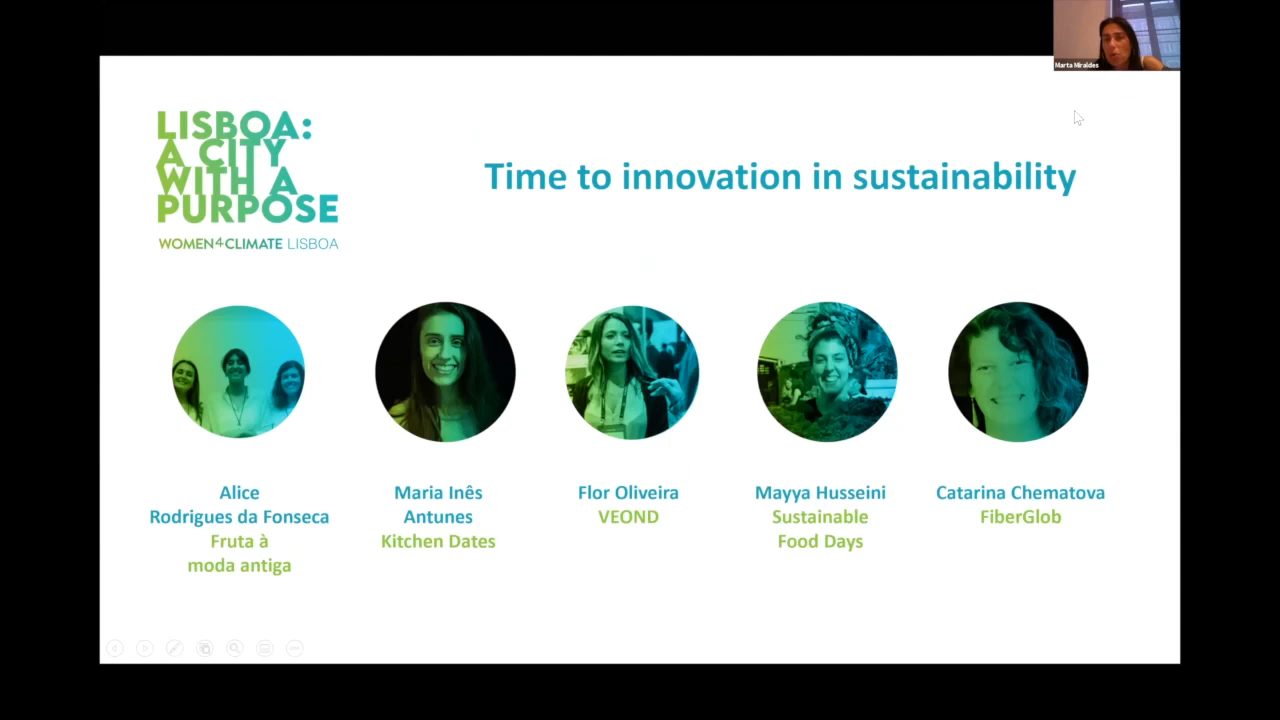 Marta Miraldes
LISBOA:
A CITY
WITH A
PURPOSE
WOMEN4CLIMATE LISBOA
Time to innovation in sustainability
Alice
Rodrigues da Fonseca
Fruta à
moda antiga
Maria Inês
Antunes
Kitchen Dates
Flor Oliveira
VEOND
Mayya Husseini
Sustainable
Food Days
Catarina Chematova
FiberGlob